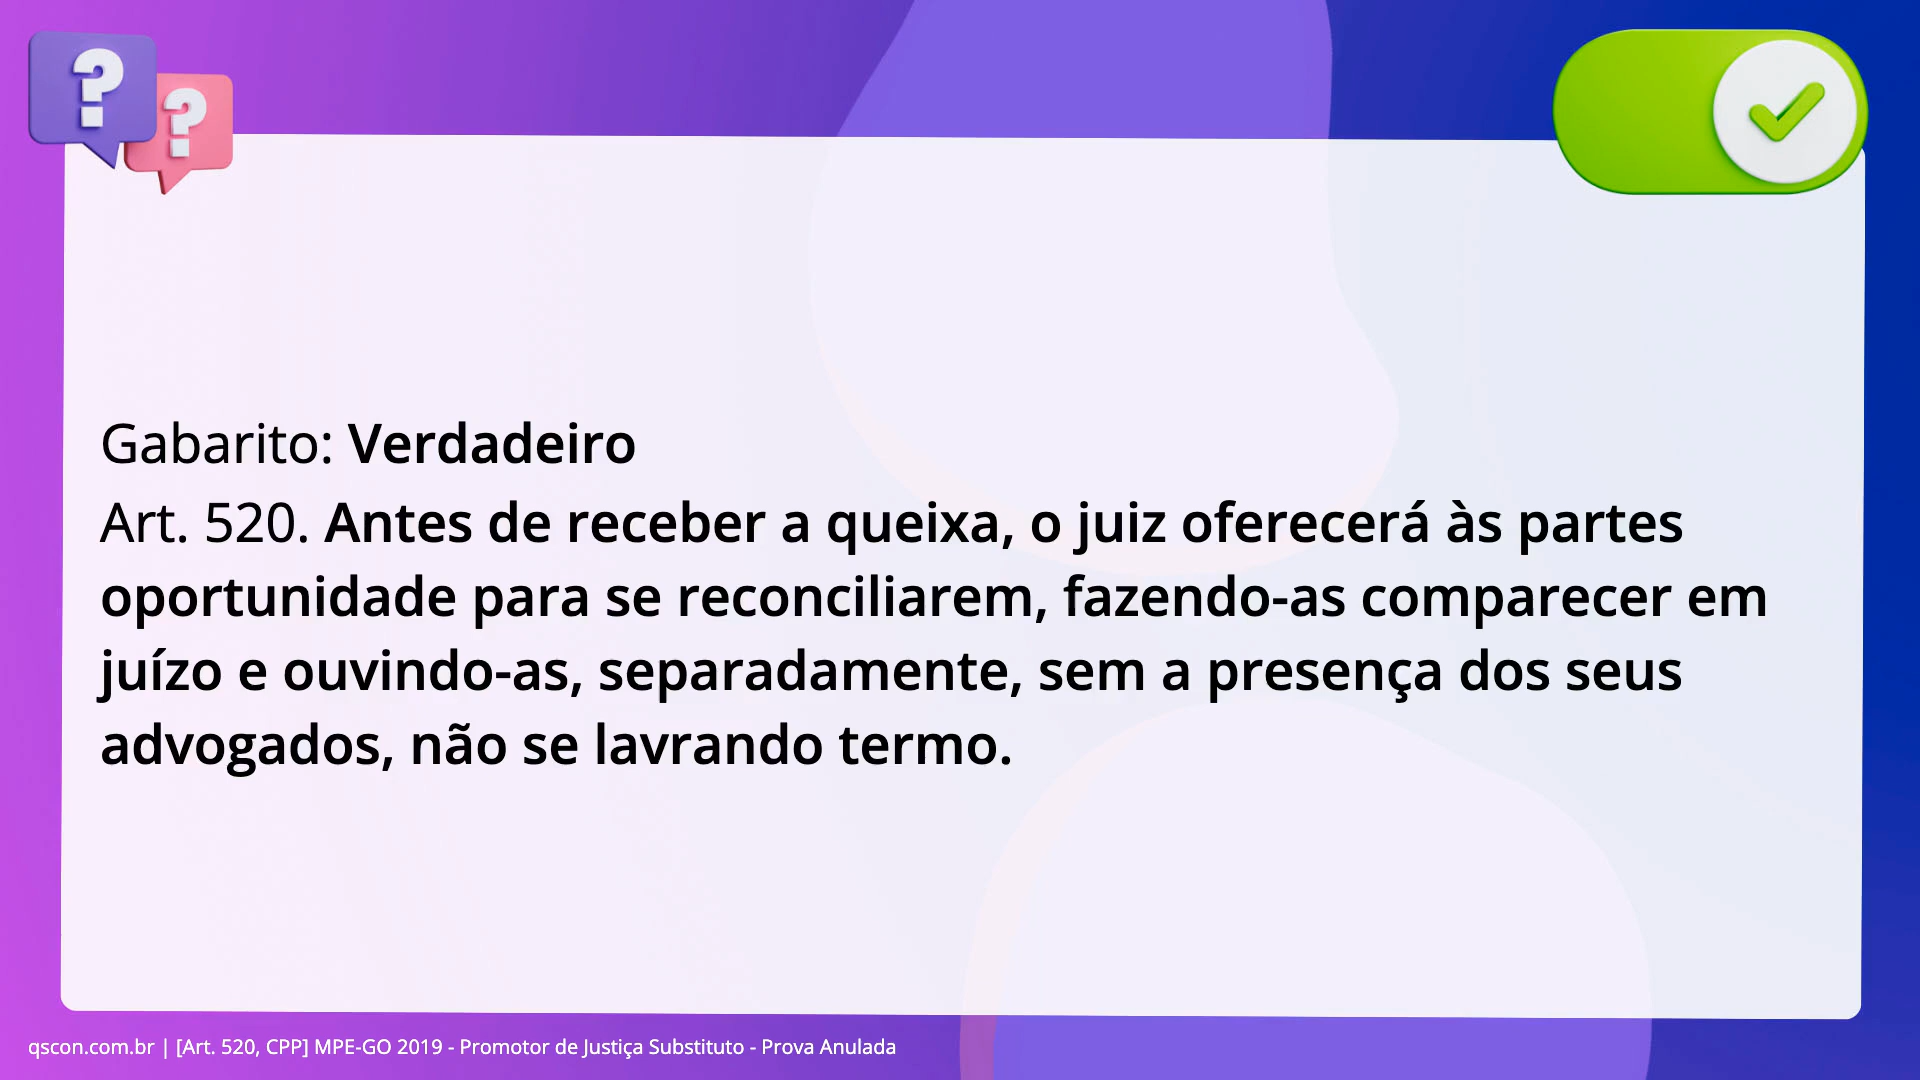 ?
?
Gabarito: Verdadeiro
Art. 520. Antes de receber a queixa, o juiz oferecerá às partes
oportunidade para se reconciliarem, fazendo-as comparecer em
juízo e ouvindo-as, separadamente, sem a presença dos seus
advogados, não se lavrando termo.
qscon.com.br | [Art. 520, CPP] MPE-GO 2019 - Promotor de Justiça Substituto - Prova Anulada